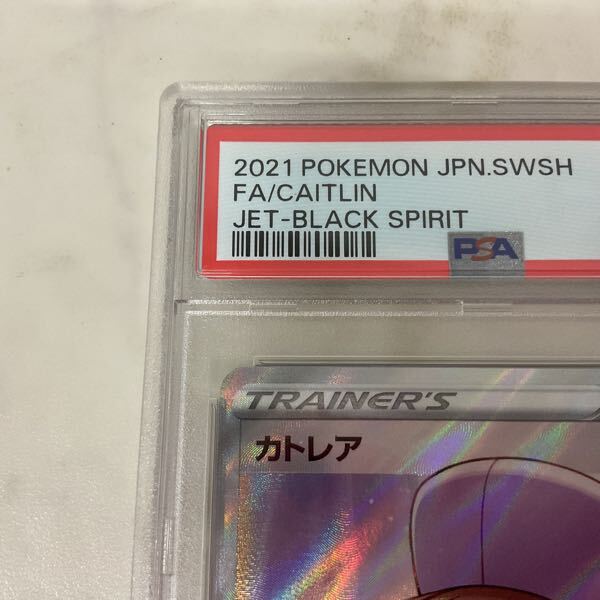 2021 POKEMON JPN.SWSH
FA/CAITLIN
JET-BLACK SPIRIT
PSA
TRAINER'S
カトレア